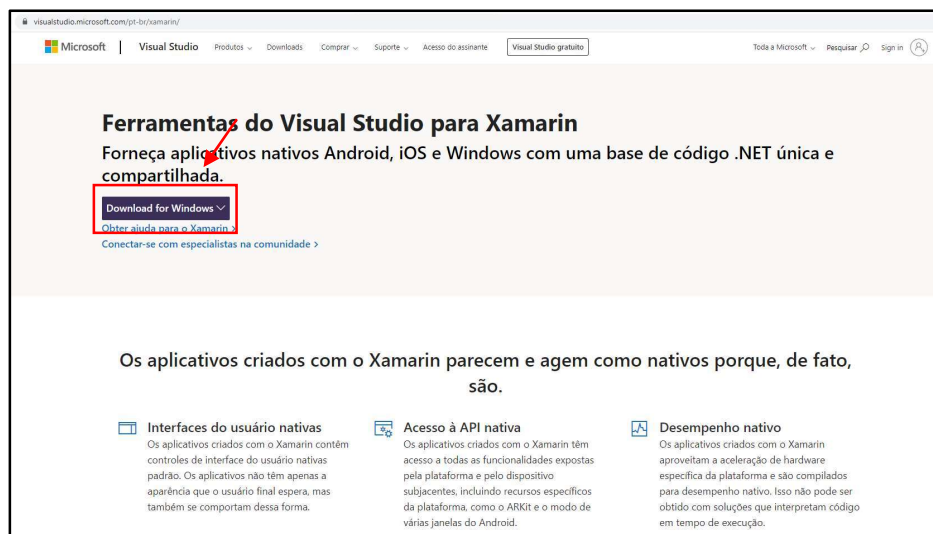 visualstudio.microsoft.com/pt-br/xamarin/
Microsoft Visual Studio Produtos Downloads Comprar Suporte Acesso do assinante Visual Studio gratuito Toda a Microsoft Pesquisar Sign in
Ferramentas do Visual Studio para Xamarin
Forneça aplicativos nativos Android, iOS e Windows com uma base de código .NET única e
compartilhada.
Download for Windows
Obter ajuda para o Xamarin >
Conectar-se com especialistas na comunidade >
Os aplicativos criados com o Xamarin parecem e agem como nativos porque, de fato,
são.
Interfaces do usuário nativas
Os aplicativos criados com o Xamarin contêm
controles de interface do usuário nativas
padrão. Os aplicativos não têm apenas a
aparência que o usuário final espera, mas
também se comportam dessa forma.
Acesso à API nativa
Os aplicativos criados com o Xamarin têm
acesso a todas as funcionalidades expostas
pela plataforma e pelo dispositivo
subjacentes, incluindo recursos específicos
da plataforma, como o ARKit e o modo de
várias janelas do Android.
Desempenho nativo
Os aplicativos criados com o Xamarin
aproveitam a aceleração de hardware
específica da plataforma e são compilados
para desempenho nativo. Isso não pode ser
obtido com soluções que interpretam código
em tempo de execução.